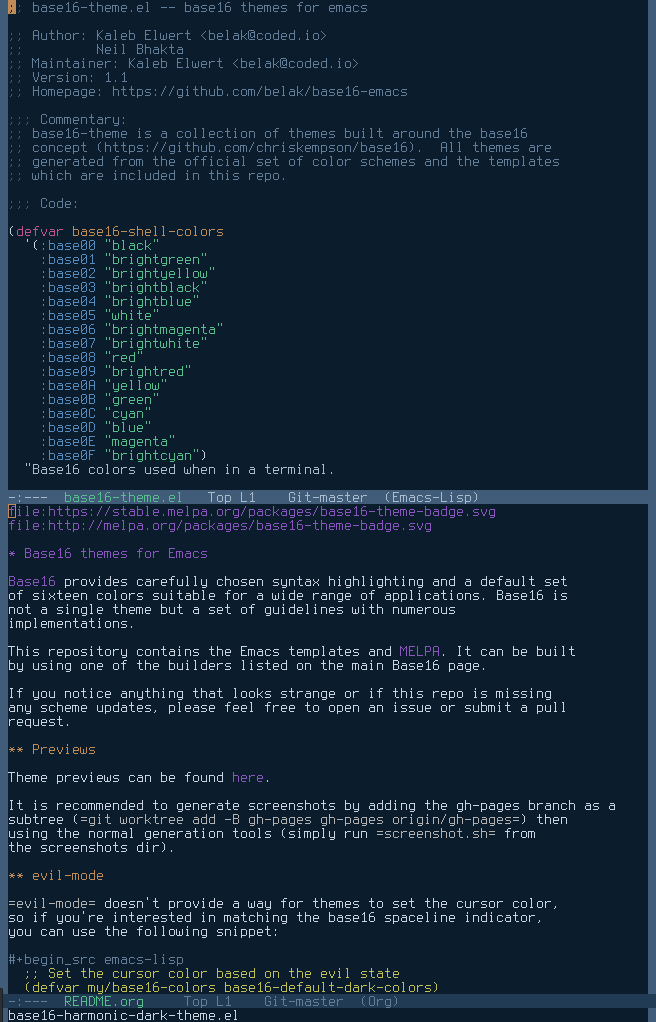 ;; base16-theme.el -- base16 themes for emacs
;; Author: Kaleb Elwert <belak@coded.io>
;;         Neil Bhakta
;; Maintainer: Kaleb Elwert <belak@coded.io>
;; Version: 1.1
;; Homepage: https://github.com/belak/base16-emacs
;;; Commentary:
;; base16-theme is a collection of themes built around the base16
;; concept (https://github.com/chriskempson/base16).  All themes are
;; generated from the official set of color schemes and the templates
;; which are included in this repo.
;;; Code:
(defvar base16-shell-colors
  '(:base00 "black"
    :base01 "brightgreen"
    :base02 "brightyellow"
    :base03 "brightblack"
    :base04 "brightblue"
    :base05 "white"
    :base06 "brightmagenta"
    :base07 "brightwhite"
    :base08 "red"
    :base09 "brightred"
    :base0A "yellow"
    :base0B "green"
    :base0C "cyan"
    :base0D "blue"
    :base0E "magenta"
    :base0F "brightcyan")
  "Base16 colors used when in a terminal.
-:---  base16-theme.el   Top L1    Git-master  (Emacs-Lisp)
file:https://stable.melpa.org/packages/base16-theme-badge.svg
file:http://melpa.org/packages/base16-theme-badge.svg
* Base16 themes for Emacs
Base16 provides carefully chosen syntax highlighting and a default set
of sixteen colors suitable for a wide range of applications. Base16 is
not a single theme but a set of guidelines with numerous
implementations.
This repository contains the Emacs templates and MELPA. It can be built
by using one of the builders listed on the main Base16 page.
If you notice anything that looks strange or if this repo is missing
any scheme updates, please feel free to open an issue or submit a pull
request.
** Previews
Theme previews can be found here.
It is recommended to generate screenshots by adding the gh-pages branch as a
subtree (=git worktree add -B gh-pages gh-pages origin/gh-pages=) then
using the normal generation tools (simply run =screenshot.sh= from
the screenshots dir).
** evil-mode
=evil-mode= doesn't provide a way for themes to set the cursor color,
so if you're interested in matching the base16 spaceline indicator,
you can use the following snippet:
#+begin_src emacs-lisp
  ;; Set the cursor color based on the evil state
  (defvar my/base16-colors base16-default-dark-colors)
-:---  README.org     Top L1    Git-master  (Org)
base16-harmonic-dark-theme.el